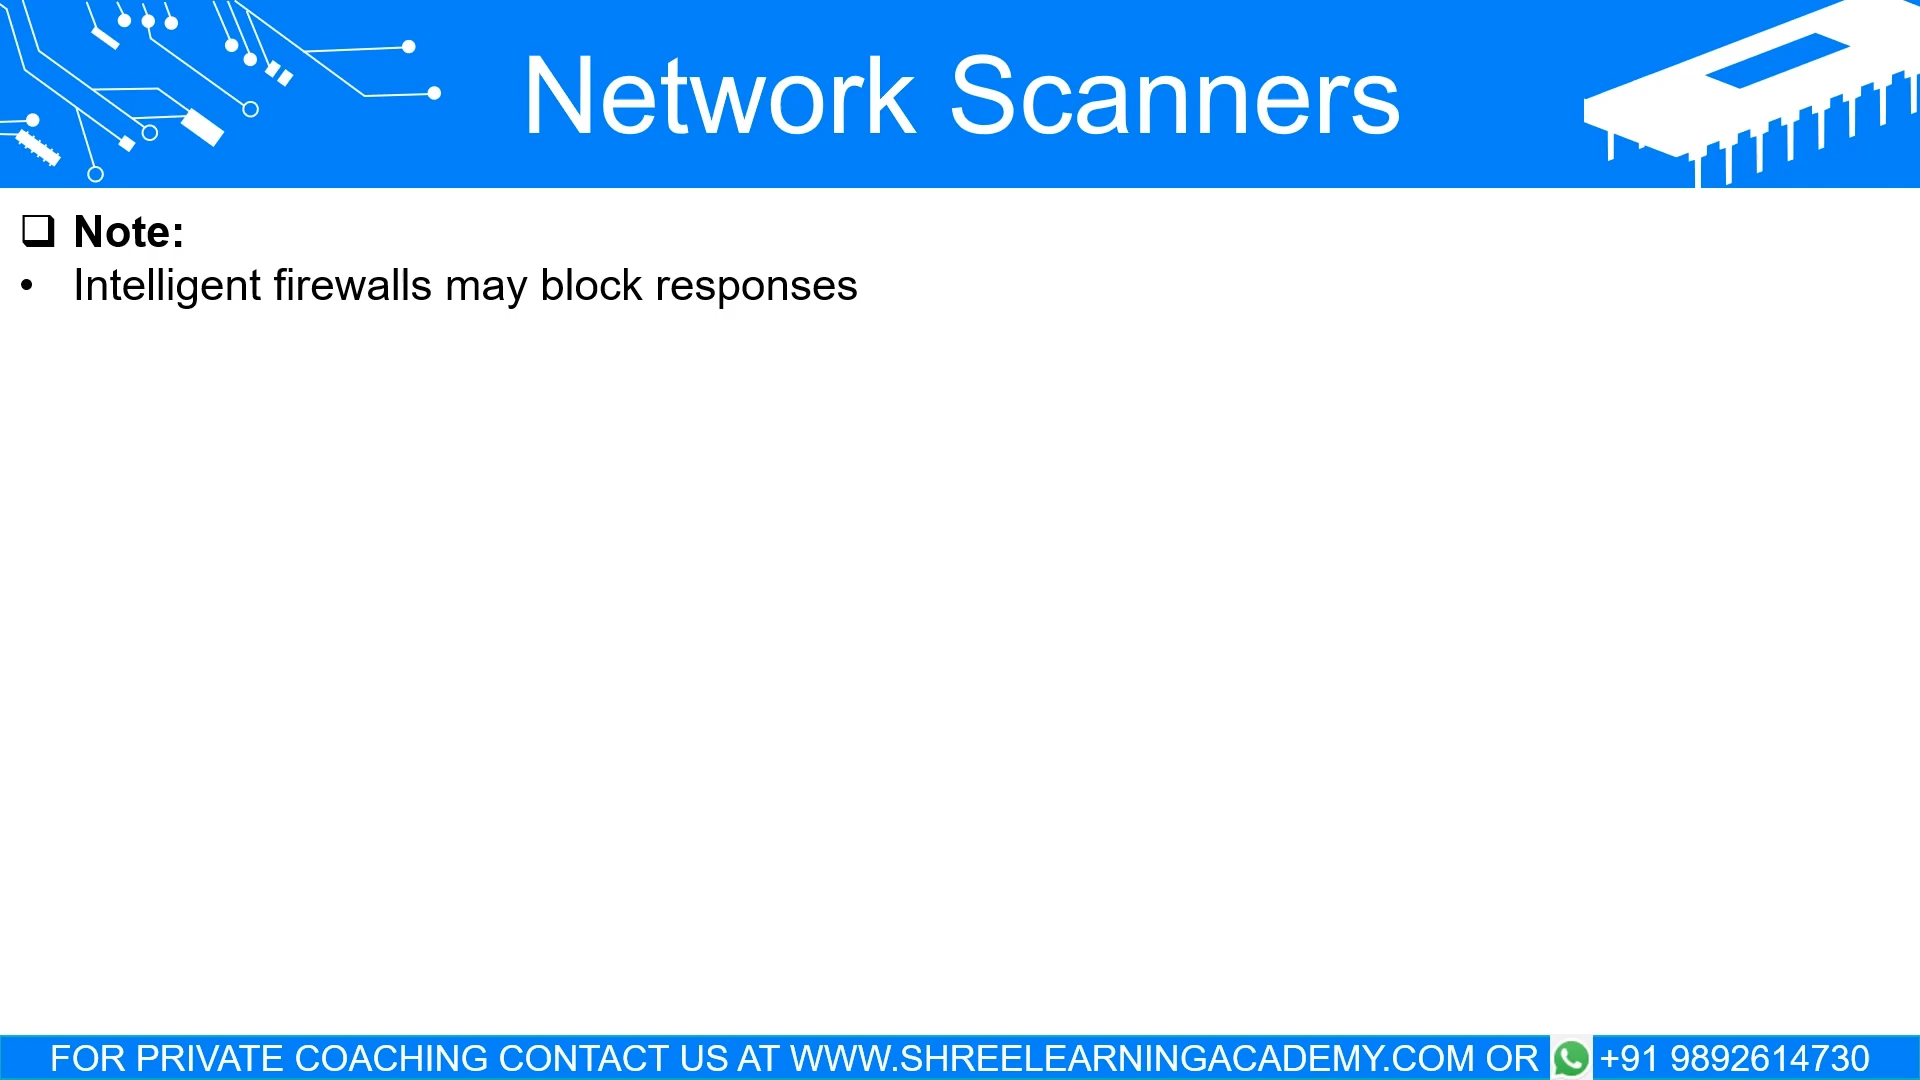 Network Scanners
❑ Note:
• Intelligent firewalls may block responses
FOR PRIVATE COACHING CONTACT US AT WWW.SHREELEARNINGACADEMY.COM OR +91 9892614730